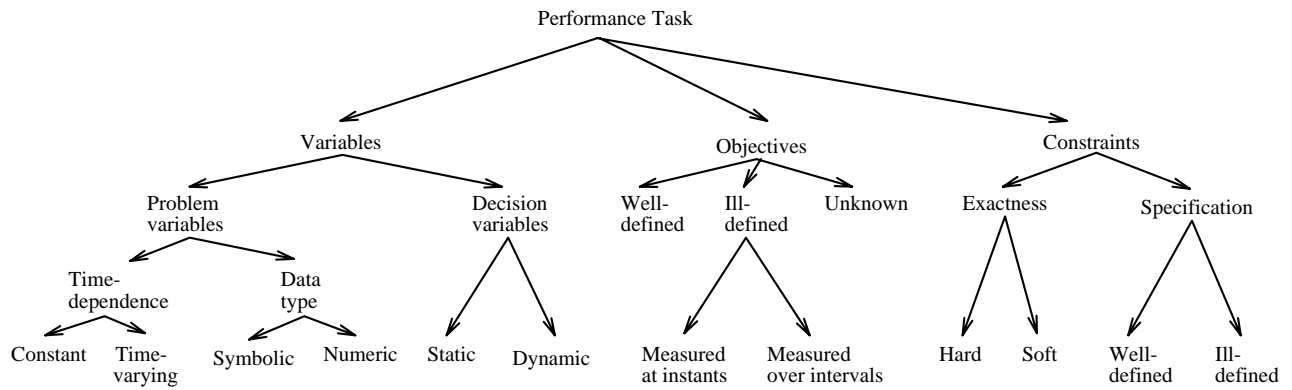 Performance Task
Variables
Objectives
Constraints
Problem
variables
Decision
variables
Well-
defined
Ill-
defined
Unknown
Exactness
Specification
Time-
dependence
Data
type
Constant
Time-
varying
Symbolic
Numeric
Static
Dynamic
Measured
at instants
Measured
over intervals
Hard
Soft
Well-
defined
Ill-
defined